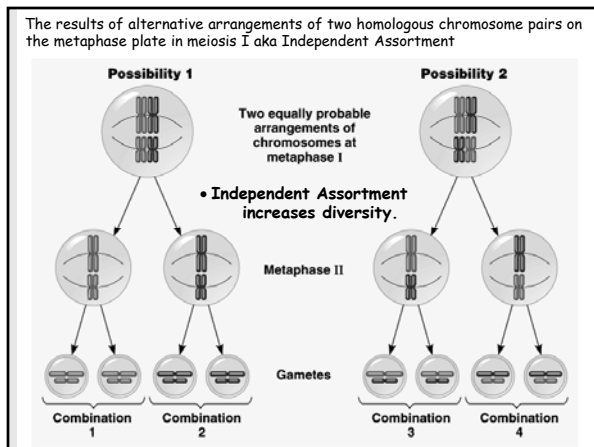 The results of alternative arrangements of two homologous chromosome pairs on
the metaphase plate in meiosis I aka Independent Assortment
Possibility 1
Possibility 2
Two equally probable
arrangements of
chromosomes at
metaphase I
• Independent Assortment
increases diversity.
Metaphase II
Gametes
Combination
1
Combination
2
Combination
3
Combination
4